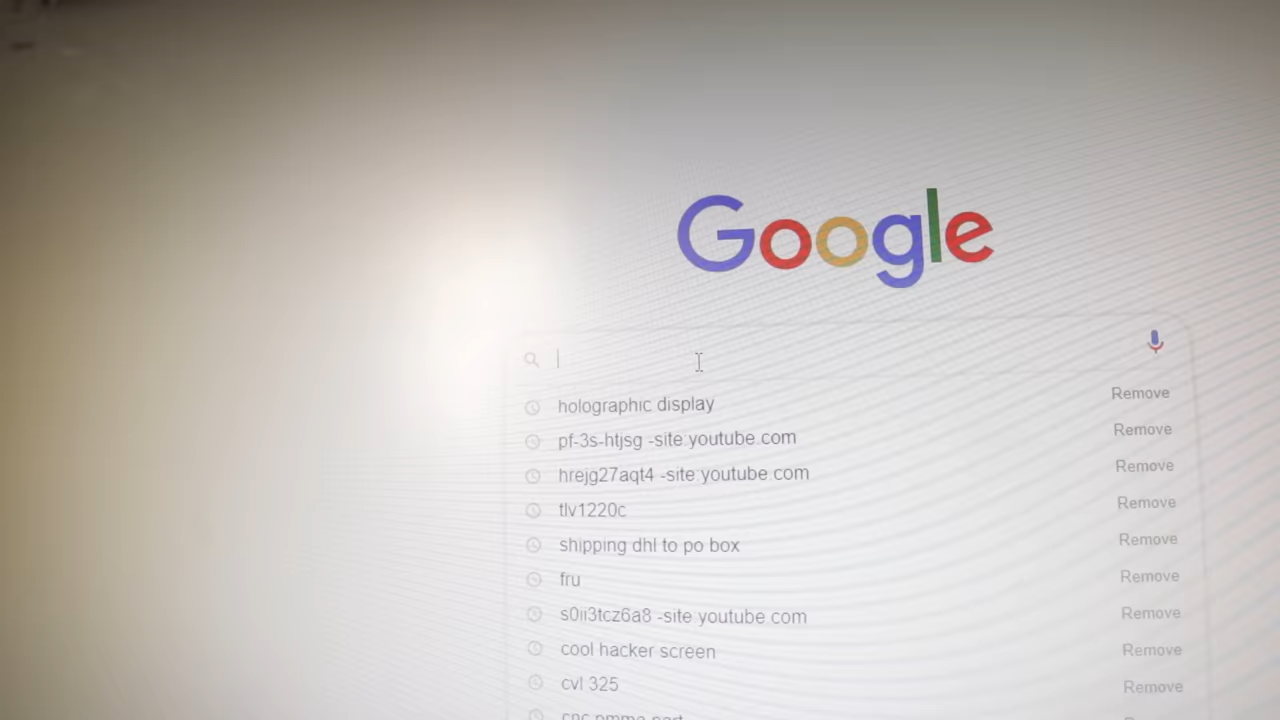 Google
holographic display Remove
pf-3s-htjsg -site youtube com Remove
hrejg27aqt4 -site youtube com Remove
tlv1220c Remove
shipping dhl to po box Remove
fru Remove
s0ii3tcz6a8 -site youtube com Remove
cool hacker screen Remove
cvl 325 Remove